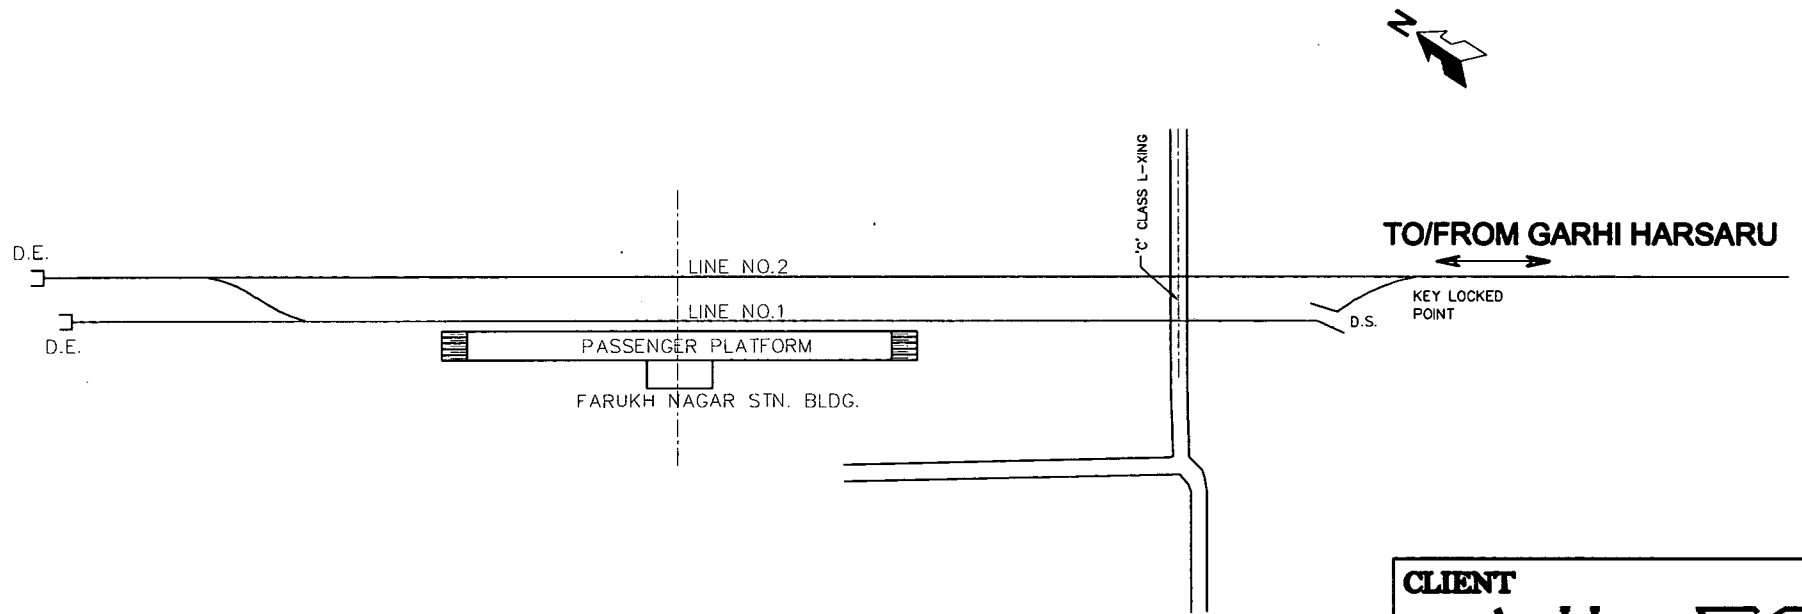 N
'C' CLASS L-XING
TO/FROM GARHI HARSARU
D.E.
LINE NO.2
KEY LOCKED
POINT
LINE NO.1
D.S.
D.E.
PASSENGER PLATFORM
FARUKH NAGAR STN. BLDG.
CLIENT